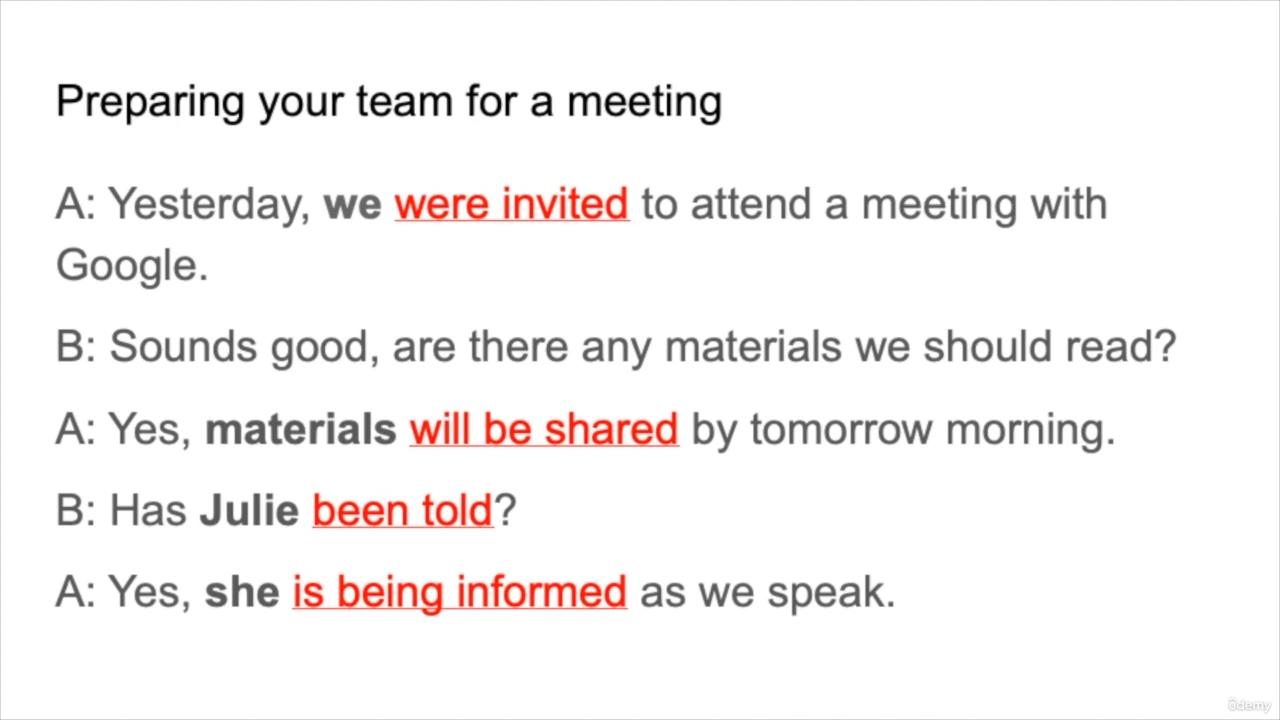 Preparing your team for a meeting
A: Yesterday, we were invited to attend a meeting with
Google.
B: Sounds good, are there any materials we should read?
A: Yes, materials will be shared by tomorrow morning.
B: Has Julie been told?
A: Yes, she is being informed as we speak.
ûdemy